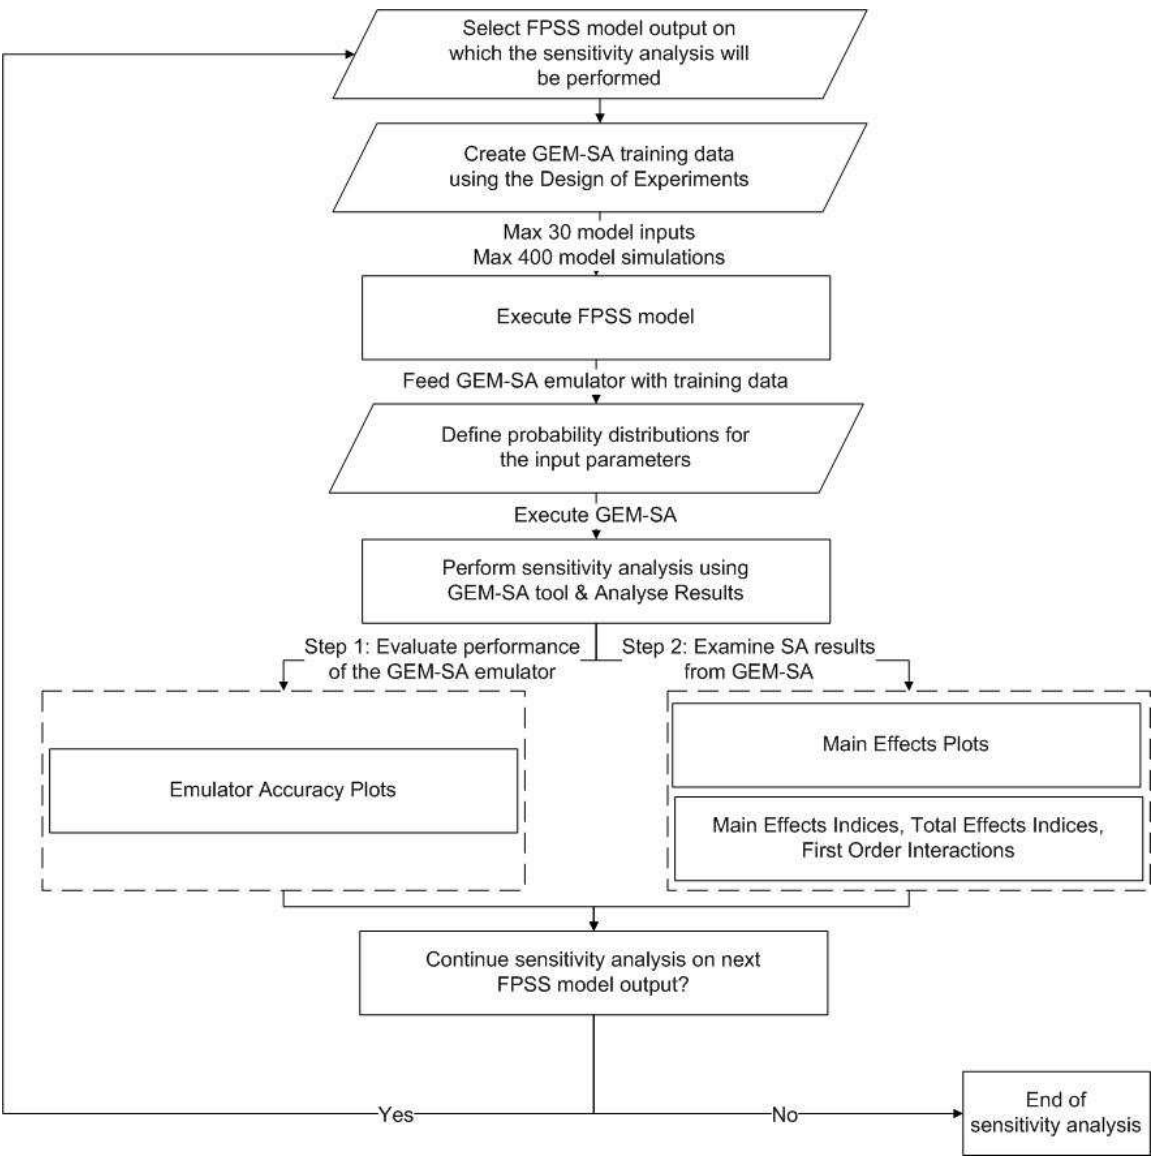 Select FPSS model output on
which the sensitivity analysis will
be performed
Create GEM-SA training data
using the Design of Experiments
Max 30 model inputs
Max 400 model simulations
Execute FPSS model
Feed GEM-SA emulator with training data
Define probability distributions for
the input parameters
Execute GEM-SA
Perform sensitivity analysis using
GEM-SA tool & Analyse Results
Step 1: Evaluate performance
of the GEM-SA emulator
Step 2: Examine SA results
from GEM-SA
Emulator Accuracy Plots
Main Effects Plots
Main Effects Indices, Total Effects Indices,
First Order Interactions
Continue sensitivity analysis on next
FPSS model output?
Yes
No
End of
sensitivity analysis